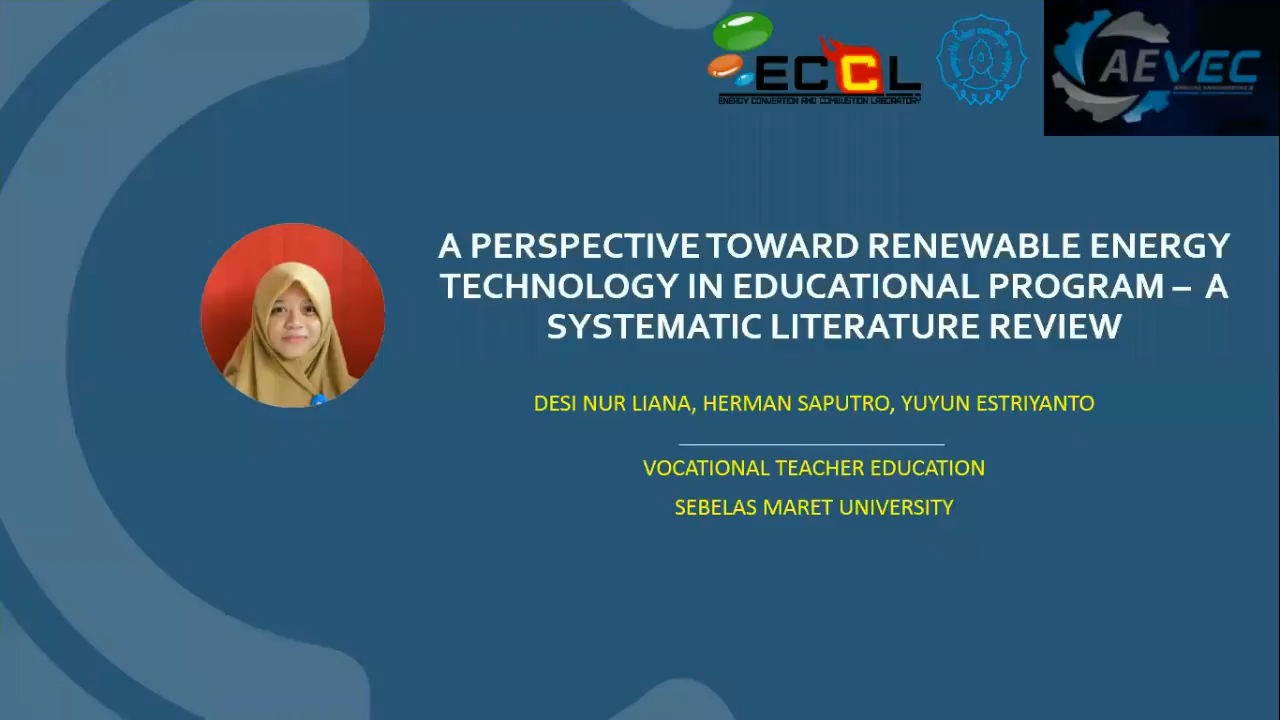 ECCL
ENERGY CONVERTION AND COMBUSTION LABORATORY
AEVEC
A PERSPECTIVE TOWARD RENEWABLE ENERGY
TECHNOLOGY IN EDUCATIONAL PROGRAM – A
SYSTEMATIC LITERATURE REVIEW
DESI NUR LIANA, HERMAN SAPUTRO, YUYUN ESTRIYANTO
VOCATIONAL TEACHER EDUCATION
SEBELAS MARET UNIVERSITY